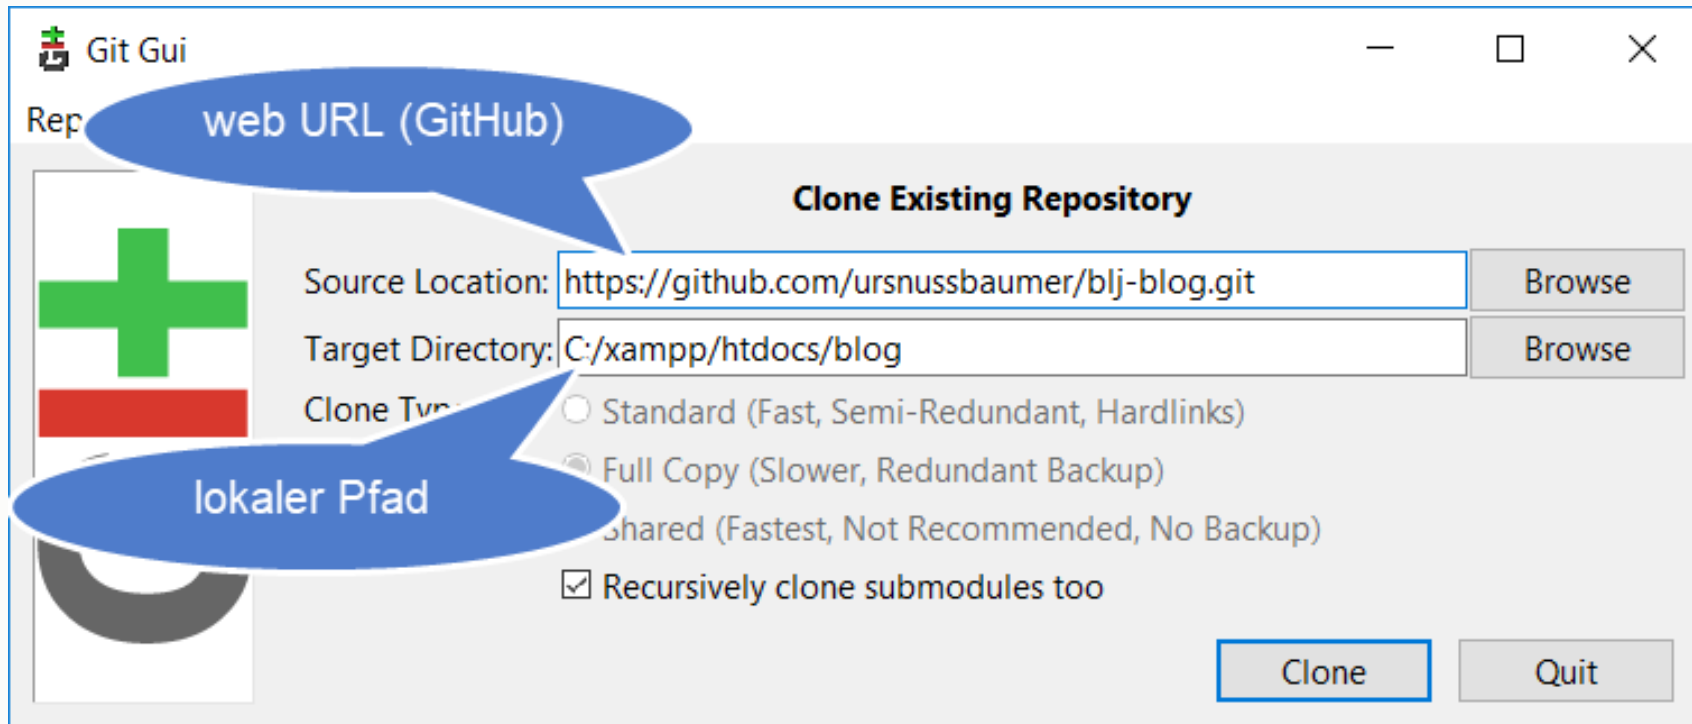 Git Gui
web URL (GitHub)
Clone Existing Repository
Source Location: https://github.com/ursnussbaumer/blj-blog.git Browse
Target Directory: C:/xampp/htdocs/blog Browse
Clone Standard (Fast, Semi-Redundant, Hardlinks)
Full Copy (Slower, Redundant Backup)
lokaler Pfad
Shared (Fastest, Not Recommended, No Backup)
Recursively clone submodules too
Clone Quit